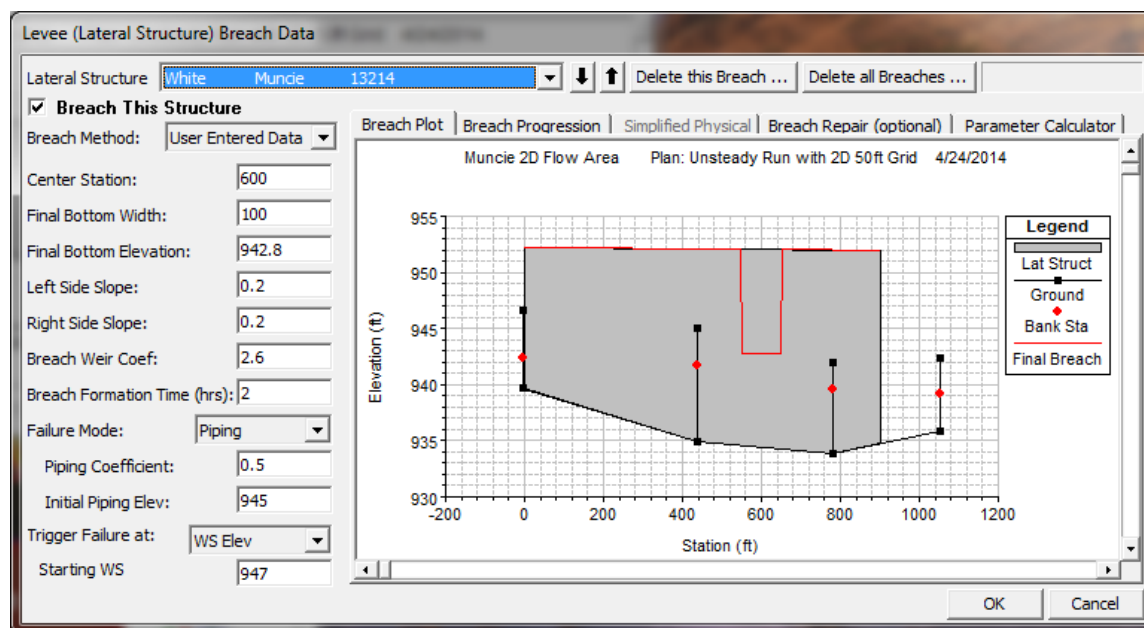 Levee (Lateral Structure) Breach Data
Lateral Structure White Muncie 13214 Delete this Breach ... Delete all Breaches ...
Breach This Structure
Breach Method: User Entered Data
Center Station: 600
Final Bottom Width: 100
Final Bottom Elevation: 942.8
Left Side Slope: 0.2
Right Side Slope: 0.2
Breach Weir Coef: 2.6
Breach Formation Time (hrs): 2
Failure Mode: Piping
Piping Coefficient: 0.5
Initial Piping Elev: 945
Trigger Failure at: WS Elev
Starting WS 947
Breach Plot Breach Progression Simplified Physical Breach Repair (optional) Parameter Calculator
Muncie 2D Flow Area Plan: Unsteady Run with 2D 50ft Grid 4/24/2014
955
950
945
940
935
930
Elevation (ft)
-200 0 200 400 600 800 1000 1200
Station (ft)
Legend
Lat Struct
Ground
Bank Sta
Final Breach
OK Cancel